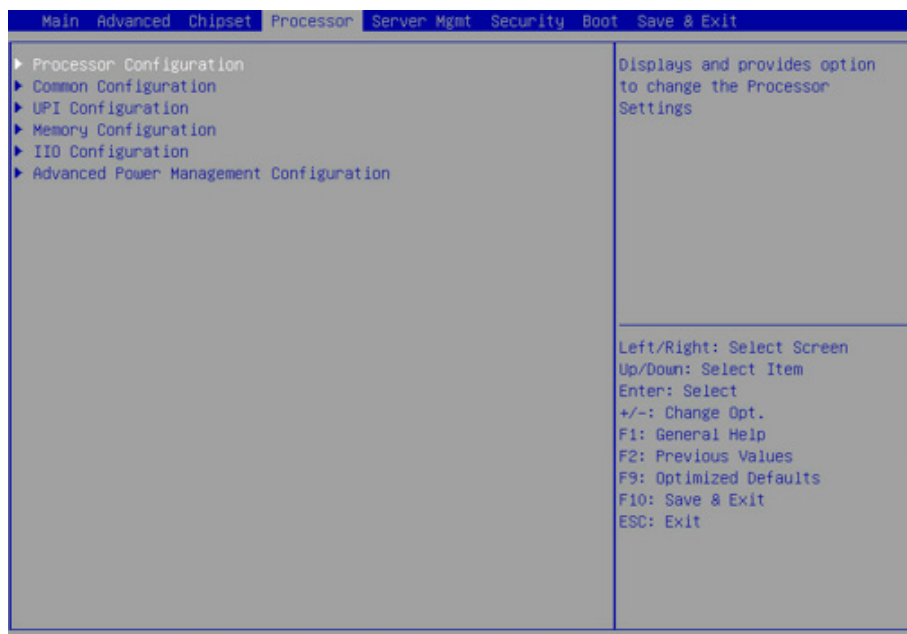 Main Advanced Chipset Processor Server Mgmt Security Boot Save & Exit
Processor Configuration
Common Configuration
UPI Configuration
Memory Configuration
IIO Configuration
Advanced Power Management Configuration
Displays and provides option
to change the Processor
Settings
Left/Right: Select Screen
Up/Down: Select Item
Enter: Select
+/-: Change Opt.
F1: General Help
F2: Previous Values
F9: Optimized Defaults
F10: Save & Exit
ESC: Exit